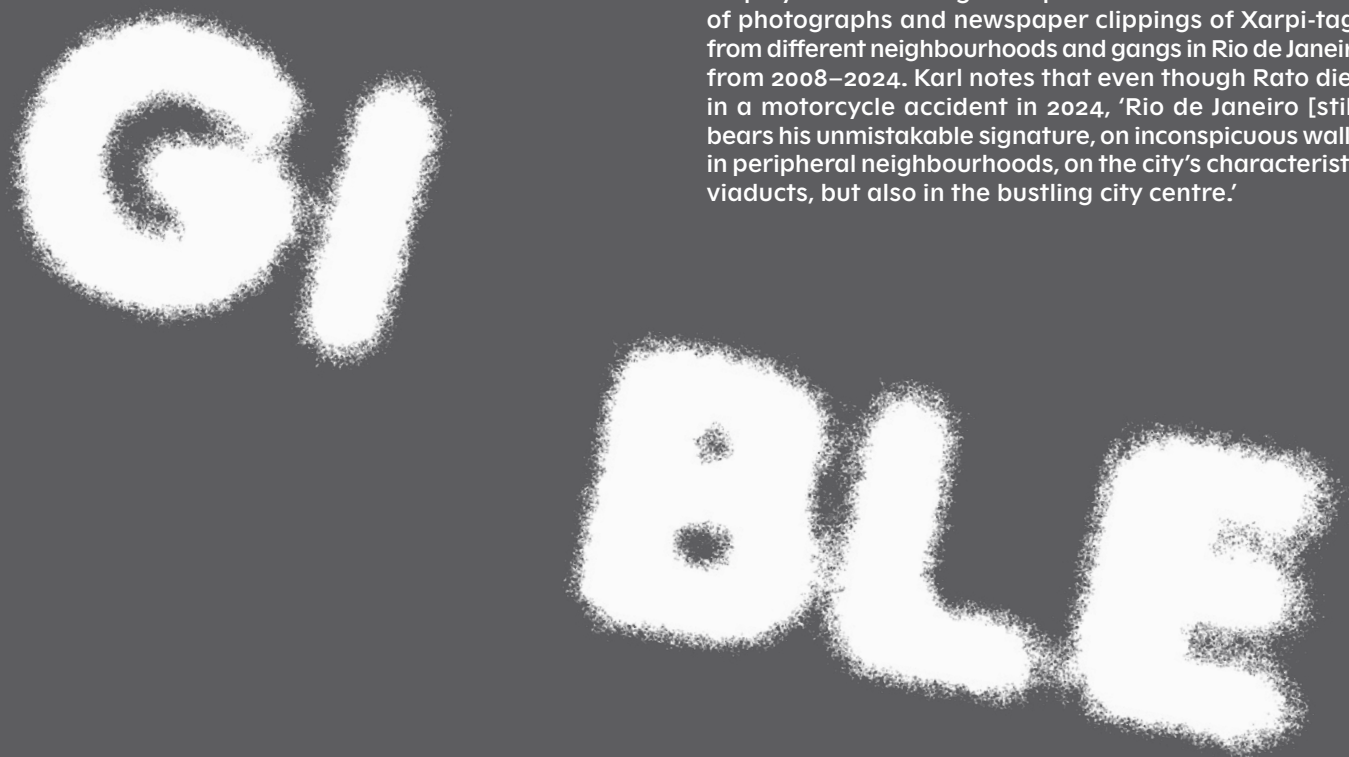 of photographs and newspaper clippings of Xarpi-tag
from different neighbourhoods and gangs in Rio de Janeir
from 2008–2024. Karl notes that even though Rato die
in a motorcycle accident in 2024, ‘Rio de Janeiro [stil
bears his unmistakable signature, on inconspicuous wall
in peripheral neighbourhoods, on the city’s characterist
viaducts, but also in the bustling city centre.’
GI
BLE